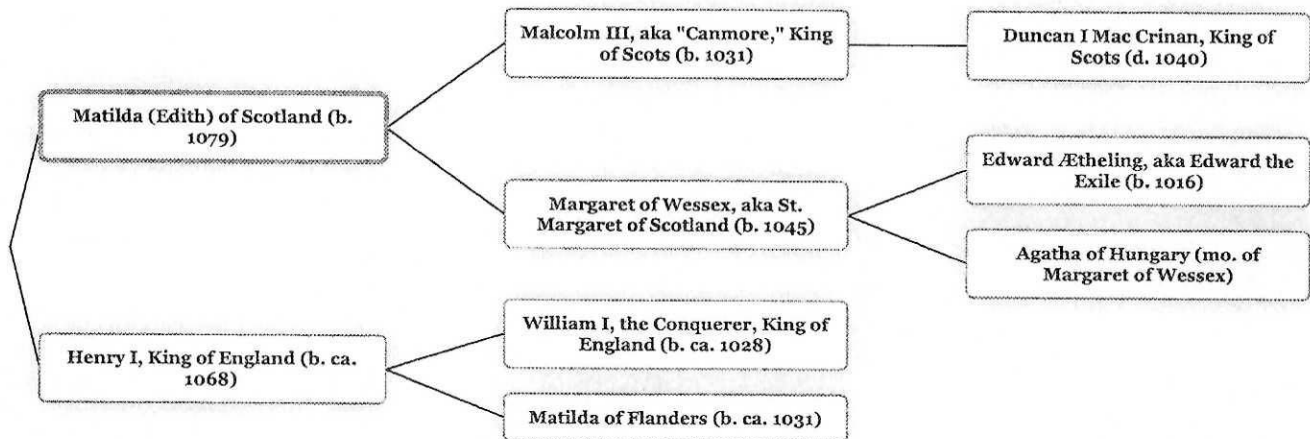 Malcolm III, aka "Canmore," King
of Scots (b. 1031)
Duncan I Mac Crinan, King of
Scots (d. 1040)
Matilda (Edith) of Scotland (b.
1079)
Edward Ætheling, aka Edward the
Exile (b. 1016)
Margaret of Wessex, aka St.
Margaret of Scotland (b. 1045)
Agatha of Hungary (mo. of
Margaret of Wessex)
William I, the Conquerer, King of
England (b. ca. 1028)
Henry I, King of England (b. ca.
1068)
Matilda of Flanders (b. ca. 1031)